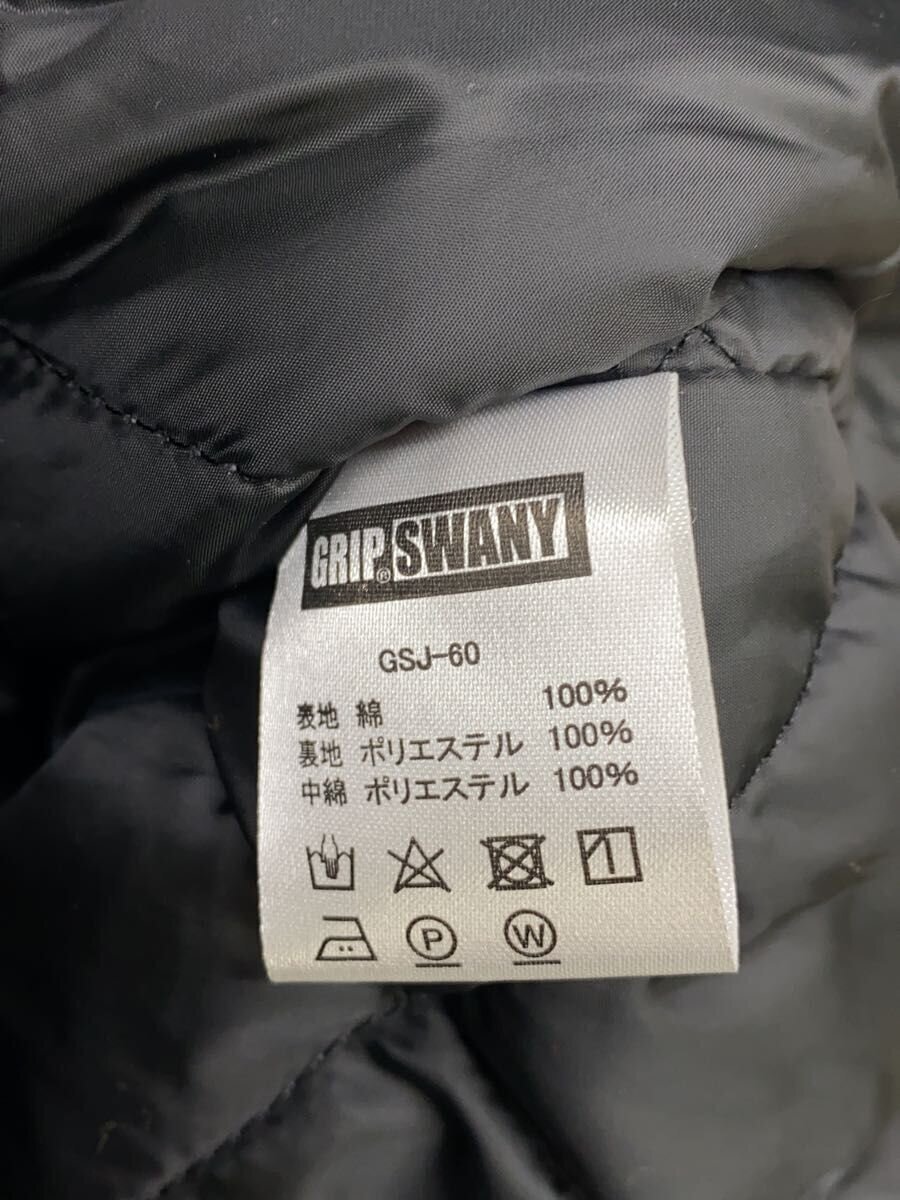 GRIP® SWANY
GSJ-60
表地 綿 100%
裏地 ポリエステル 100%
中綿 ポリエステル 100%
P W